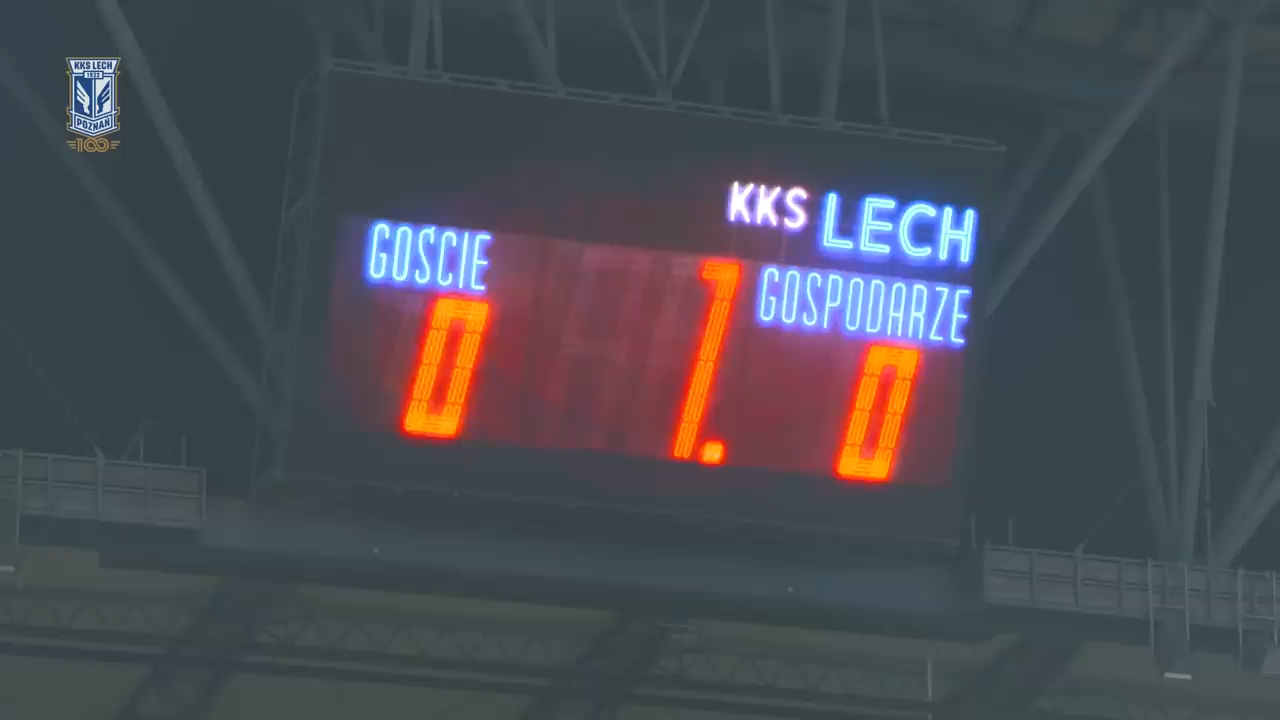 KKS LECH
1922
POZNAŃ
100
KKS LECH
GOŚCIE
GOSPODARZE
0
1.
0